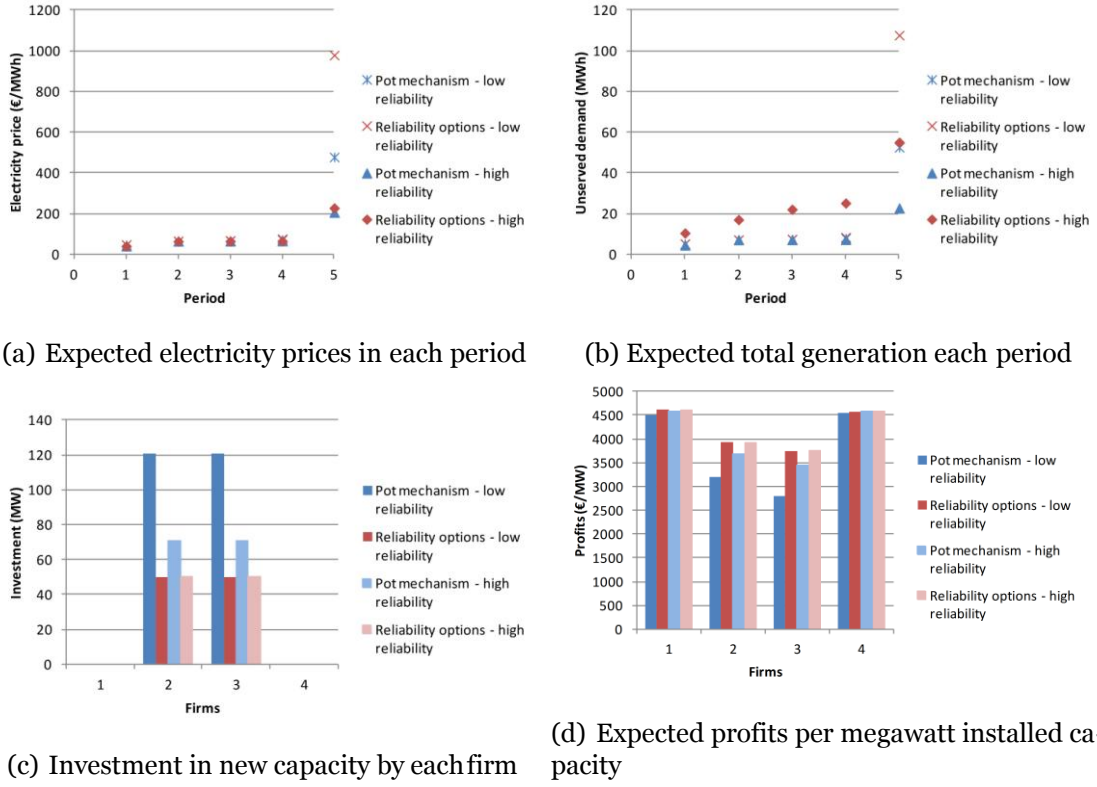 1200
1000
800
600
400
200
0
Electricity price (€/MWh)
0 1 2 3 4 5
Period
Pot mechanism - low
reliability
Reliability options - low
reliability
Pot mechanism - high
reliability
Reliability options - high
reliability
(a) Expected electricity prices in each period
120
100
80
60
40
20
0
Unserved demand (MWh)
0 1 2 3 4 5
Period
Pot mechanism - low
reliability
Reliability options - low
reliability
Pot mechanism - high
reliability
Reliability options - high
reliability
(b) Expected total generation each period
140
120
100
80
60
40
20
0
Investment (MW)
1 2 3 4
Firms
Pot mechanism - low
reliability
Reliability options - low
reliability
Pot mechanism - high
reliability
Reliability options - high
reliability
(c) Investment in new capacity by each firm
5000
4500
4000
3500
3000
2500
2000
1500
1000
500
0
Profits (€/MW)
1 2 3 4
Firms
Pot mechanism - low
reliability
Reliability options - low
reliability
Pot mechanism - high
reliability
Reliability options - high
reliability
(d) Expected profits per megawatt installed ca-
pacity